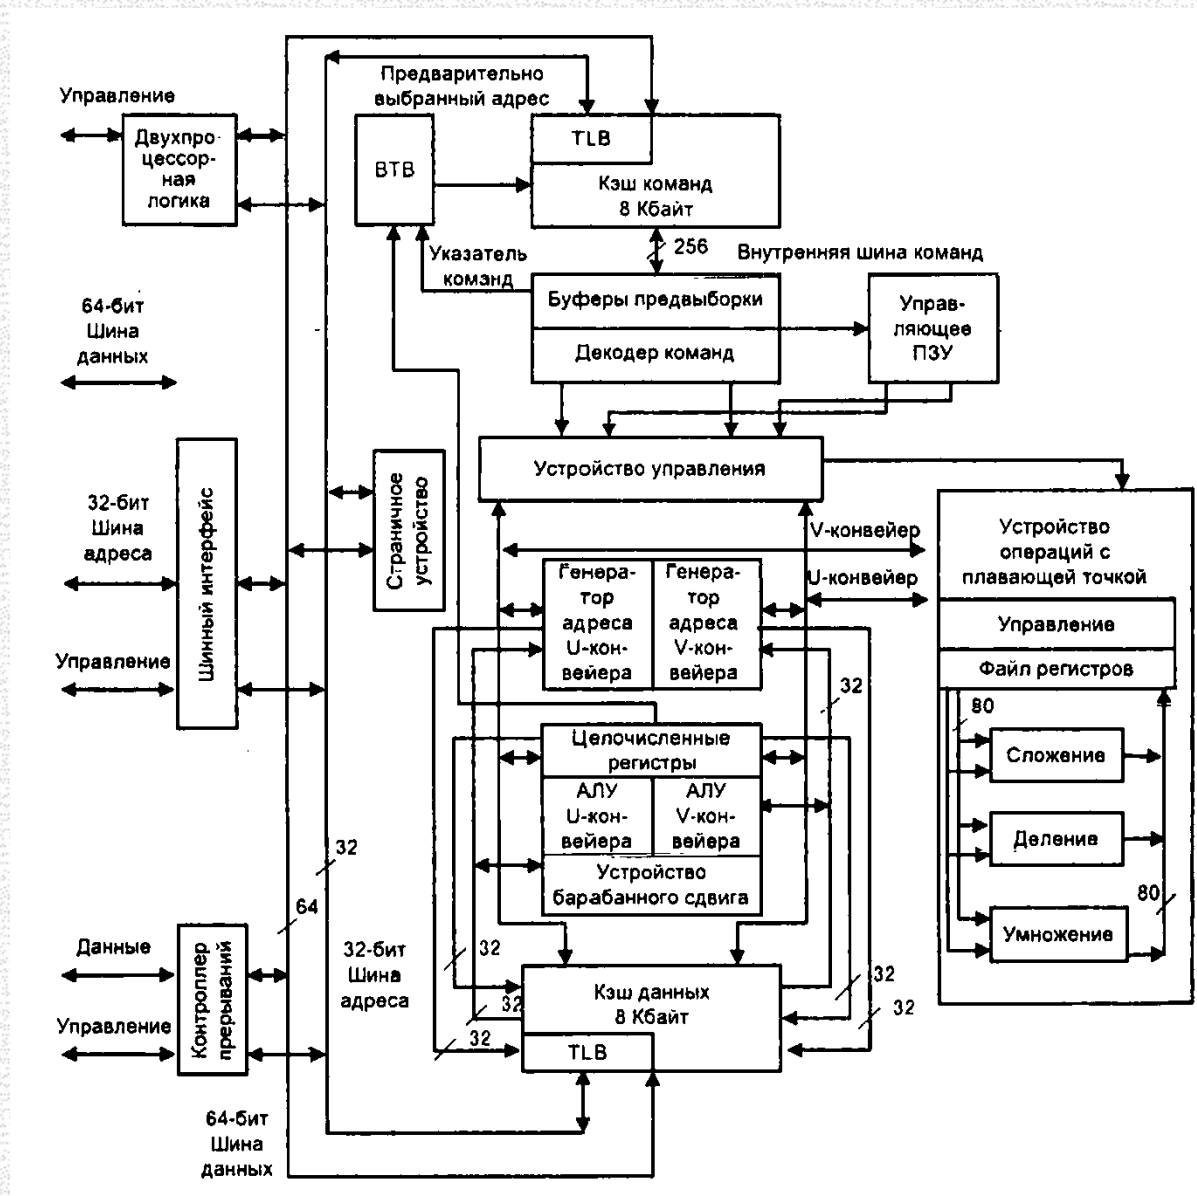 Предварительно
выбранный адрес
Управление
Двухпро-
цессор-
ная
логика
BTB
TLB
Кэш команд
8 Кбайт
256
Указатель
команд
Внутренняя шина команд
64-бит
Шина
данных
Буферы предвыборки
Декодер команд
Управ-
ляющее
ПЗУ
Устройство управления
32-бит
Шина
адреса
Шинный интерфейс
Страничное
устройство
V-конвейер
U-конвейер
Устройство
операций с
плавающей точкой
Управление
Файл регистров
Генера-
тор
адреса
U-кон-
вейера
Генера-
тор
адреса
V-кон-
вейера
Управление
32
80
Целочисленные
регистры
Сложение
АЛУ
U-кон-
вейера
АЛУ
V-кон-
вейера
Деление
32
Устройство
барабанного сдвига
80
64
Умножение
Данные
Управление
Контроллер
прерываний
32-бит
Шина
адреса
32
32
32
Кэш данных
8 Кбайт
TLB
32
32
64-бит
Шина
данных